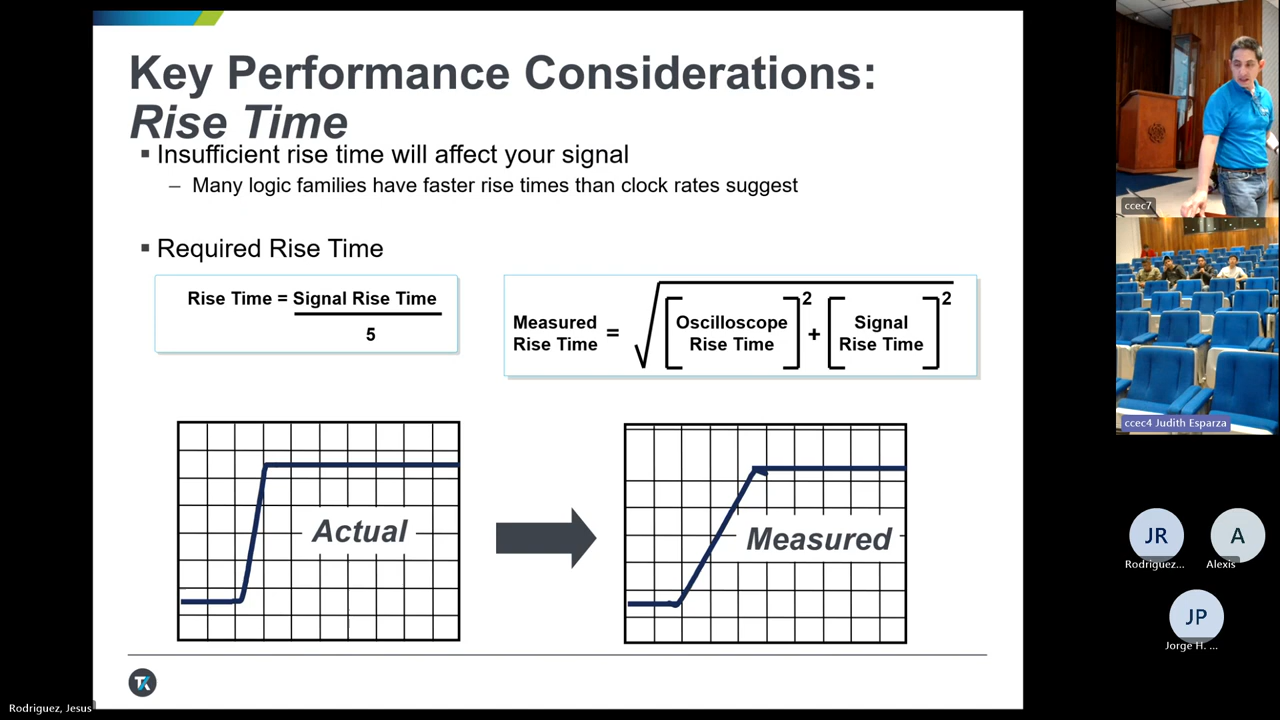 Key Performance Considerations:
Rise Time
▪ Insufficient rise time will affect your signal
– Many logic families have faster rise times than clock rates suggest
▪ Required Rise Time
Rise Time = Signal Rise Time
5
Measured
Rise Time
=
√
[Oscilloscope
Rise Time]
2
+
[Signal
Rise Time]
2
Actual
Measured
Rodriguez, Jesus
ccec7
ccec4 Judith Esparza
JR
Rodriguez...
A
Alexis
JP
Jorge H. ...